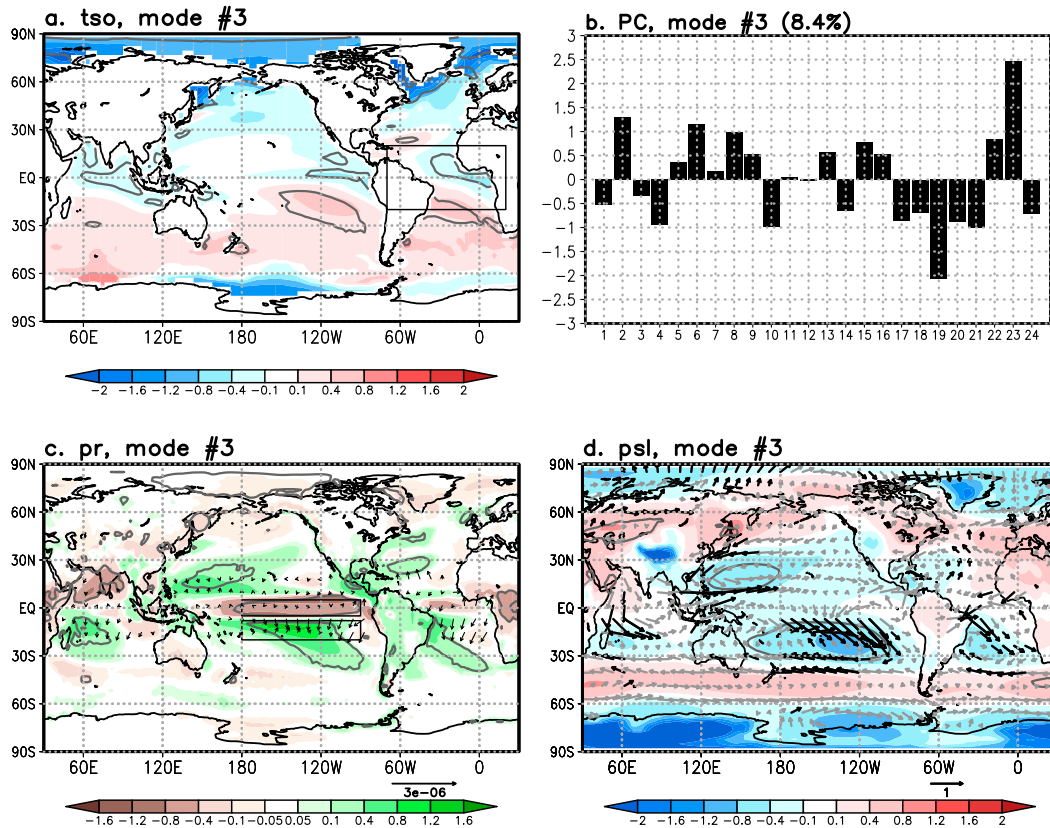 a. tso, mode #3
90N
60N
30N
EQ
30S
60S
90S
60E 120E 180 120W 60W 0
-2 -1.6 -1.2 -0.8 -0.4 -0.1 0.1 0.4 0.8 1.2 1.6 2
b. PC, mode #3 (8.4%)
3
2.5
2
1.5
1
0.5
0
-0.5
-1
-1.5
-2
-2.5
-3
1 2 3 4 5 6 7 8 9 10 11 12 13 14 15 16 17 18 19 20 21 22 23 24
c. pr, mode #3
90N
60N
30N
EQ
30S
60S
90S
60E 120E 180 120W 60W 0
3e-06
-1.6 -1.2 -0.8 -0.4 -0.1 -0.05 0.05 0.1 0.4 0.8 1.2 1.6
d. psl, mode #3
90N
60N
30N
EQ
30S
60S
90S
60E 120E 180 120W 60W 0
1
-2 -1.6 -1.2 -0.8 -0.4 -0.1 0.1 0.4 0.8 1.2 1.6 2